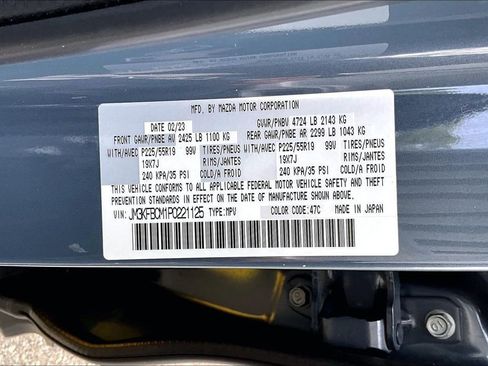 MFD. BY MAZDA MOTOR CORPORATION
DATE 02/23 GVWR/PNBV 4724 LB 2143 KG
FRONT GAWR/PNBE AV 2425 LB 1100 KG REAR GAWR/PNBE AR 2299 LB 1043 KG
WITH/AVEC P225/55R19 99V TIRES/PNEUS WITH/AVEC P225/55R19 99V TIRES/PNEUS
19X7J RIMS/JANTES 19X7J RIMS/JANTES
240 KPA/35 PSI COLD/A FROID 240 KPA/35 PSI COLD/A FROID
THIS VEHICLE CONFORMS TO ALL APPLICABLE FEDERAL MOTOR VEHICLE SAFETY AND THEFT
PREVENTION STANDARDS IN EFFECT ON THE DATE OF MANUFACTURE SHOWN ABOVE.
VIN: JM3KFBCM1P0221125 TYPE:MPV COLOR CODE:47C MADE IN JAPAN